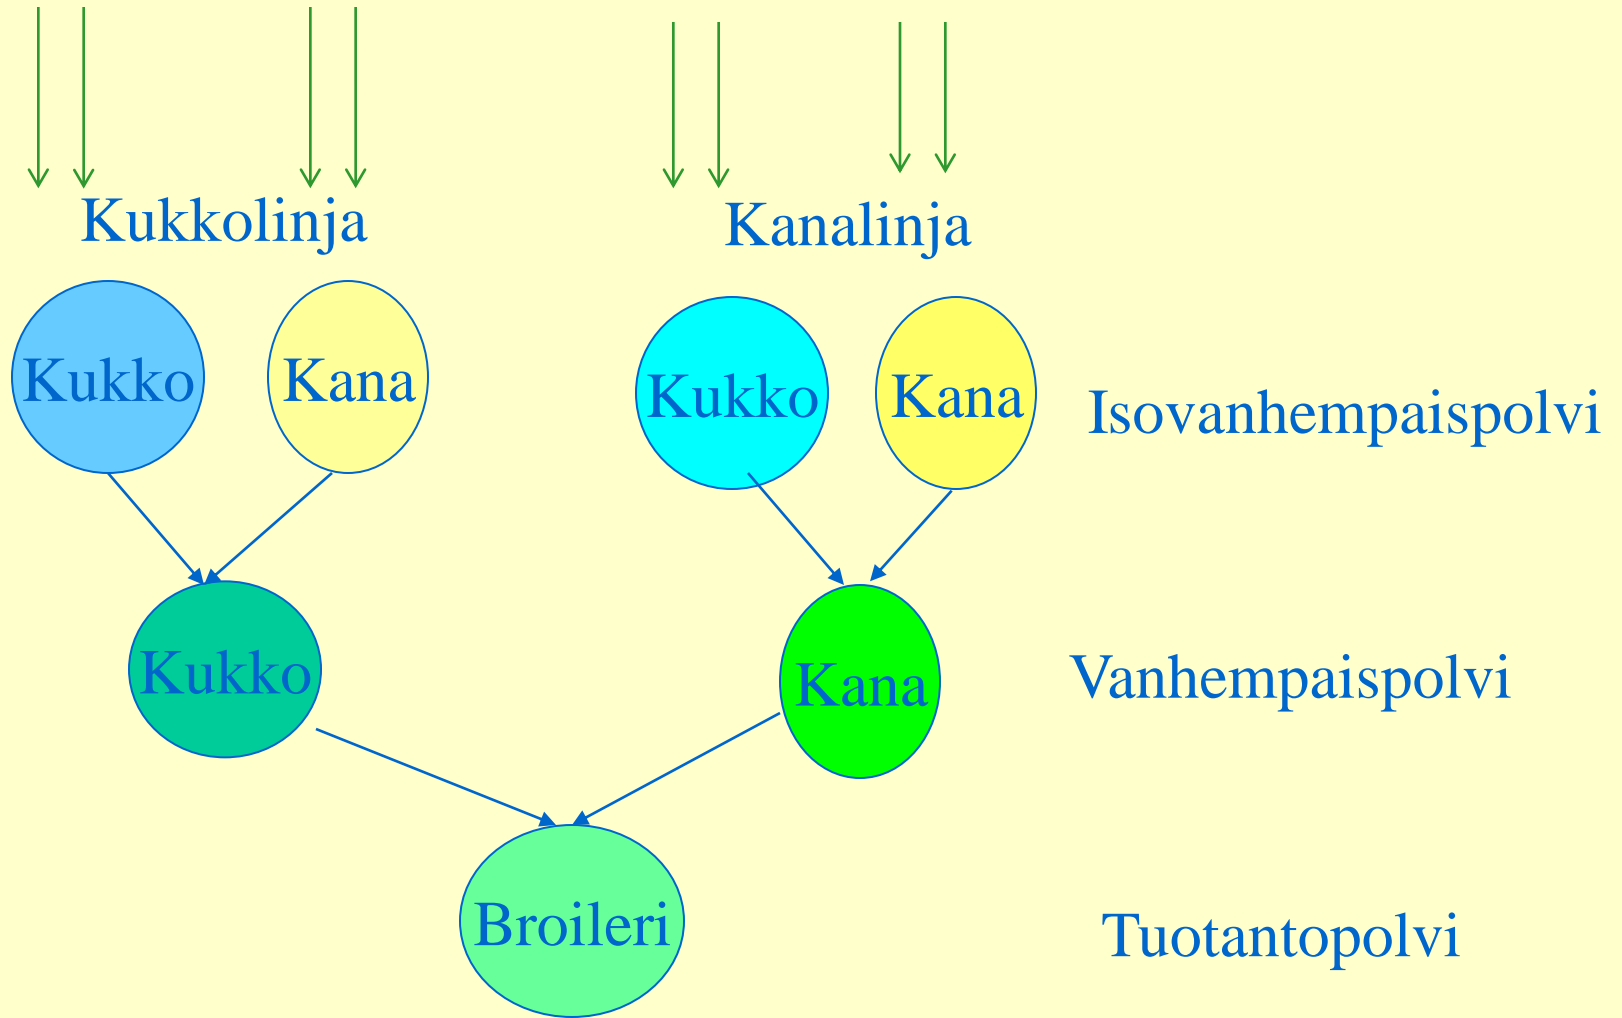 Kukkolinja
Kanalinja
Kukko
Kana
Kukko
Kana
Isovanhempaispolvi
Kukko
Kana
Vanhempaispolvi
Broileri
Tuotantopolvi